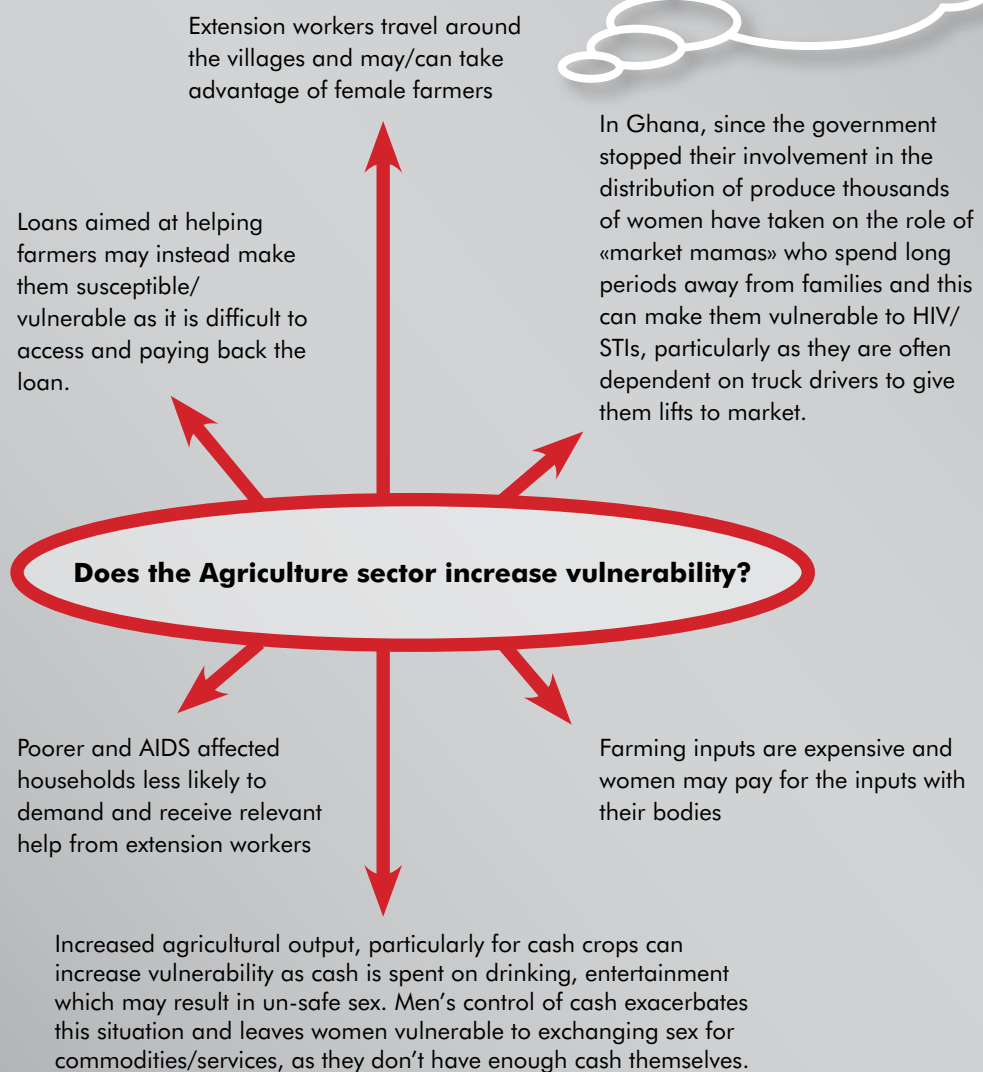 Extension workers travel around
the villages and may/can take
advantage of female farmers
In Ghana, since the government
stopped their involvement in the
distribution of produce thousands
of women have taken on the role of
«market mamas» who spend long
periods away from families and this
can make them vulnerable to HIV/
STIs, particularly as they are often
dependent on truck drivers to give
them lifts to market.
Loans aimed at helping
farmers may instead make
them susceptible/
vulnerable as it is difficult to
access and paying back the
loan.
Does the Agriculture sector increase vulnerability?
Poorer and AIDS affected
households less likely to
demand and receive relevant
help from extension workers
Farming inputs are expensive and
women may pay for the inputs with
their bodies
Increased agricultural output, particularly for cash crops can
increase vulnerability as cash is spent on drinking, entertainment
which may result in un-safe sex. Men’s control of cash exacerbates
this situation and leaves women vulnerable to exchanging sex for
commodities/services, as they don’t have enough cash themselves.